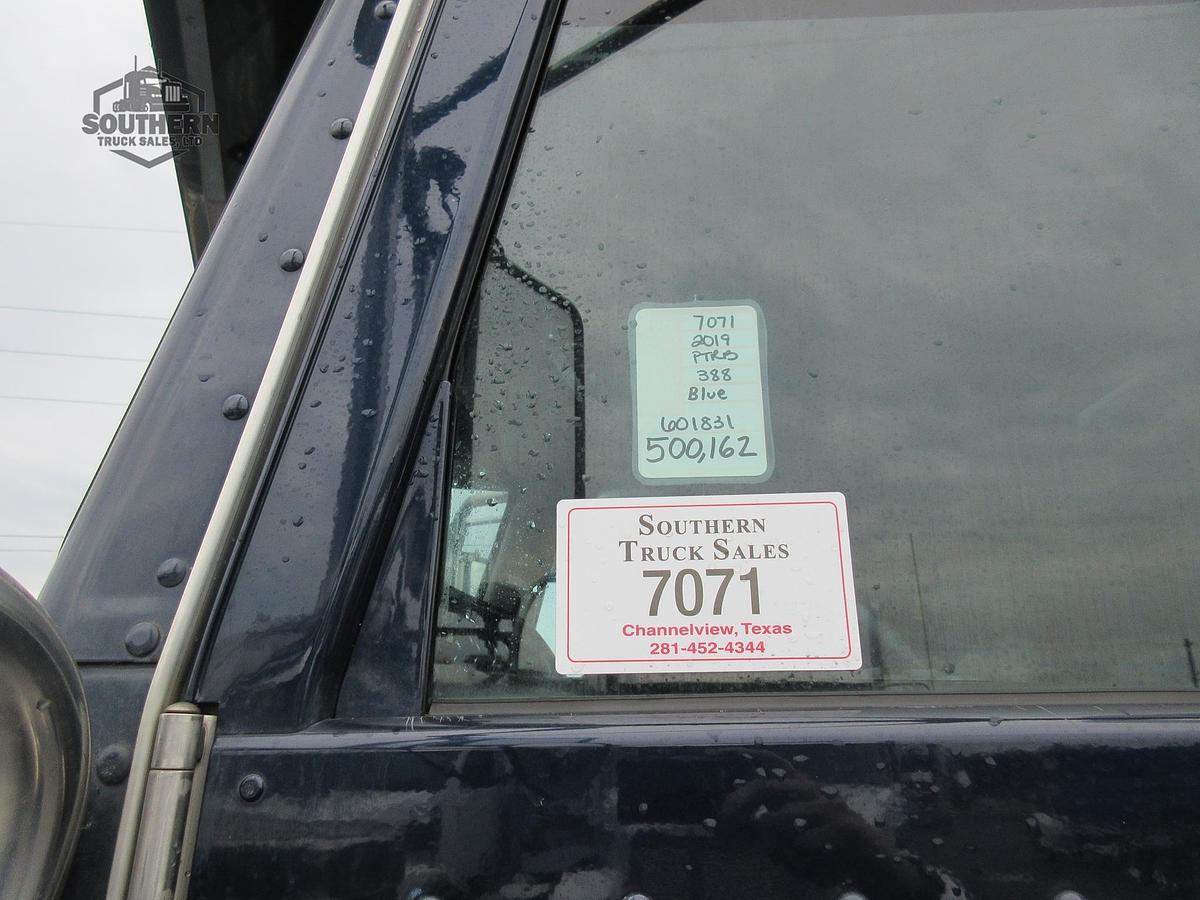 SOUTHERN
TRUCK SALES, LTD
7071
2019
PTRB
388
Blue
601831
500,162
SOUTHERN
TRUCK SALES
7071
Channelview, Texas
281-452-4344